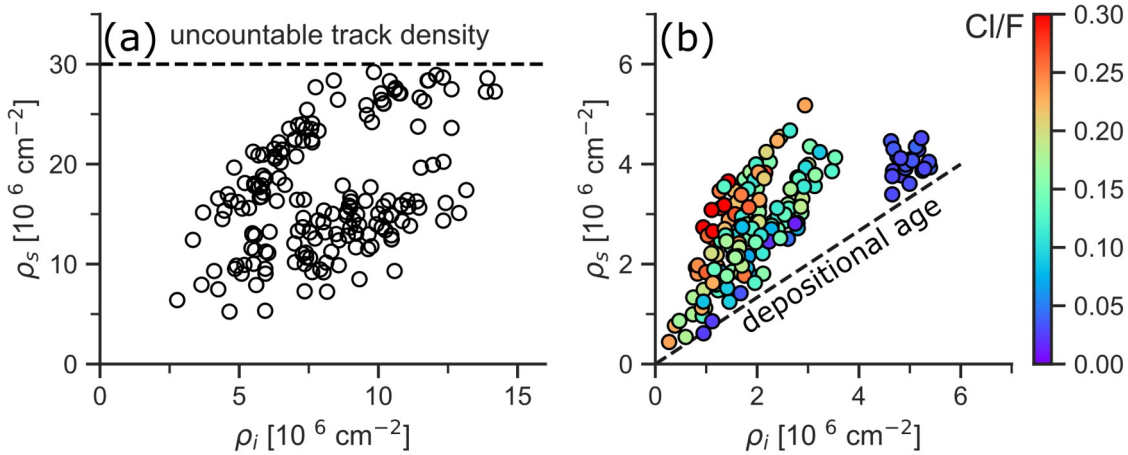 (a) uncountable track density
30
20
10
0
ρs [10 6 cm−2]
0 5 10 15
ρi [10 6 cm−2]
(b)
6
4
2
0
ρs [10 6 cm−2]
depositional age
0 2 4 6
ρi [10 6 cm−2]
Cl/F
0.30
0.25
0.20
0.15
0.10
0.05
0.00